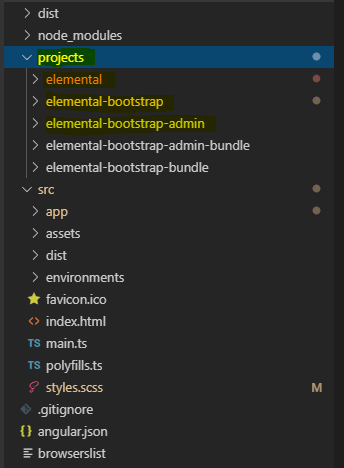 dist
node_modules
projects
elemental
elemental-bootstrap
elemental-bootstrap-admin
elemental-bootstrap-admin-bundle
elemental-bootstrap-bundle
src
app
assets
dist
environments
favicon.ico
<> index.html
TS main.ts
TS polyfills.ts
styles.scss M
.gitignore
{} angular.json
browserslist